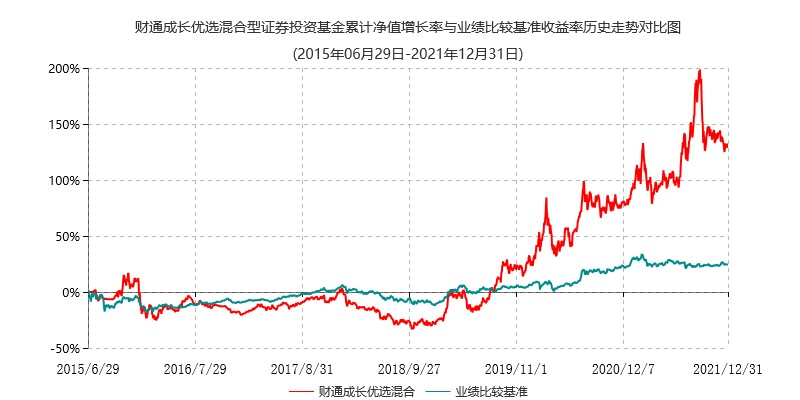 财通成长优选混合型证券投资基金累计净值增长率与业绩比较基准收益率历史走势对比图
(2015年06月29日-2021年12月31日)
200%
150%
100%
50%
0%
-50%
2015/6/29 2016/7/29 2017/8/31 2018/9/27 2019/11/1 2020/12/7 2021/12/31
财通成长优选混合 业绩比较基准